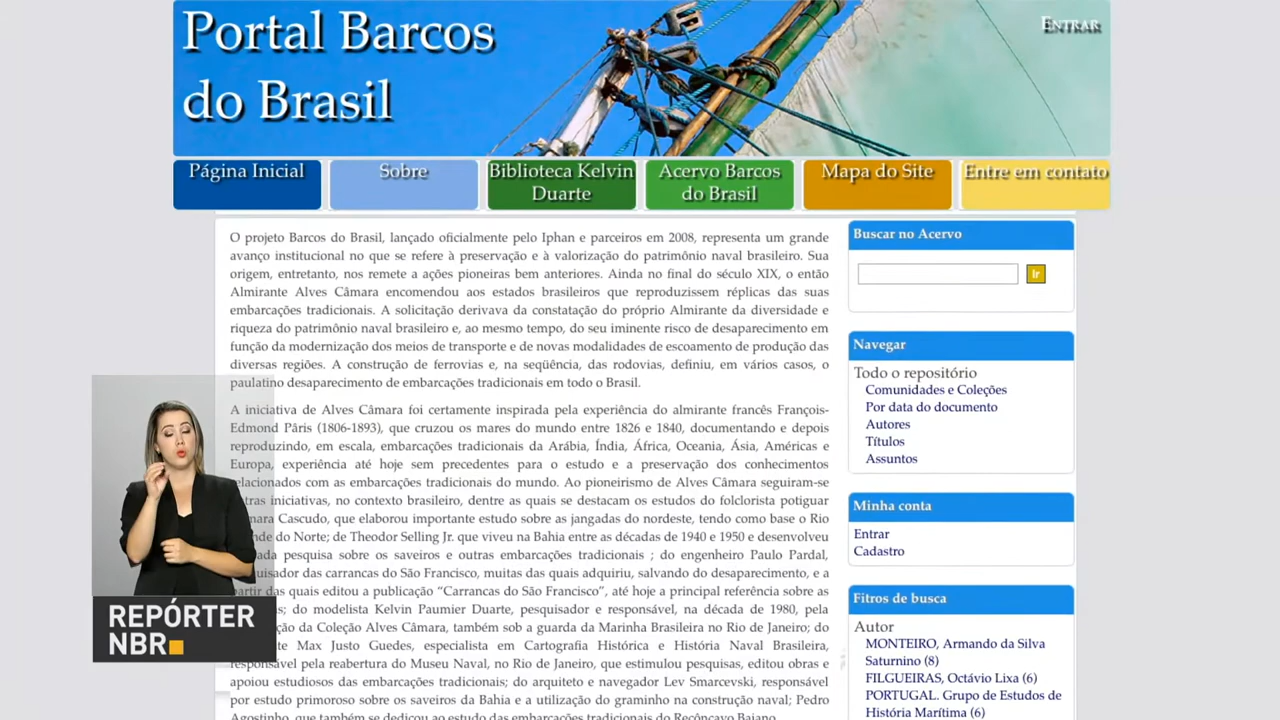 Portal Barcos
do Brasil
Entrar
Página Inicial
Sobre
Biblioteca Kelvin
Duarte
Acervo Barcos
do Brasil
Mapa do Site
Entre em contato
O projeto Barcos do Brasil, lançado oficialmente pelo Iphan e parceiros em 2008, representa um grande
avanço institucional no que se refere à preservação e à valorização do patrimônio naval brasileiro. Sua
origem, entretanto, nos remete a ações pioneiras bem anteriores. Ainda no final do século XIX, o então
Almirante Alves Câmara encomendou aos estados brasileiros que reproduzissem réplicas das suas
embarcações tradicionais. A solicitação derivava da constatação do próprio Almirante da diversidade e
riqueza do patrimônio naval brasileiro e, ao mesmo tempo, do seu iminente risco de desaparecimento em
função da modernização dos meios de transporte e de novas modalidades de escoamento de produção das
diversas regiões. A construção de ferrovias e, na seqüência, das rodovias, definiu, em vários casos, o
paulatino desaparecimento de embarcações tradicionais em todo o Brasil.
A iniciativa de Alves Câmara foi certamente inspirada pela experiência do almirante francês François-
Edmond Pâris (1806-1893), que cruzou os mares do mundo entre 1826 e 1840, documentando e depois
reproduzindo, em escala, embarcações tradicionais da Arábia, Índia, África, Oceania, Ásia, Américas e
Europa, experiência até hoje sem precedentes para o estudo e a preservação dos conhecimentos
relacionados com as embarcações tradicionais do mundo. Ao pioneirismo de Alves Câmara seguiram-se
iniciativas, no contexto brasileiro, dentre as quais se destacam os estudos do folclorista potiguar
Cascudo, que elaborou importante estudo sobre as jangadas do nordeste, tendo como base o Rio
do Norte; de Theodor Selling Jr. que viveu na Bahia entre as décadas de 1940 e 1950 e desenvolveu
pesquisa sobre os saveiros e outras embarcações tradicionais ; do engenheiro Paulo Pardal,
das carrancas do São Francisco, muitas das quais adquiriu, salvando do desaparecimento, e a
partir das quais editou a publicação “Carrancas do São Francisco”, até hoje a principal referência sobre as
do modelista Kelvin Paumier Duarte, pesquisador e responsável, na década de 1980, pela
da Coleção Alves Câmara, também sob a guarda da Marinha Brasileira no Rio de Janeiro; do
Max Justo Guedes, especialista em Cartografia Histórica e História Naval Brasileira,
responsável pela reabertura do Museu Naval, no Rio de Janeiro, que estimulou pesquisas, editou obras e
apoiou estudiosos das embarcações tradicionais; do arquiteto e navegador Lev Smarcevski, responsável
por estudo primoroso sobre os saveiros da Bahia e a utilização do graminho na construção naval; Pedro
Agostinho, que também se dedicou ao estudo das embarcações tradicionais do Recôncavo Baiano.
Buscar no Acervo
Ir
Navegar
Todo o repositório
Comunidades e Coleções
Por data do documento
Autores
Títulos
Assuntos
Minha conta
Entrar
Cadastro
Fitros de busca
Autor
MONTEIRO, Armando da Silva
Saturnino (8)
FILGUEIRAS, Octávio Lixa (6)
PORTUGAL. Grupo de Estudos de
História Marítima (6)
REPÓRTER
NBR